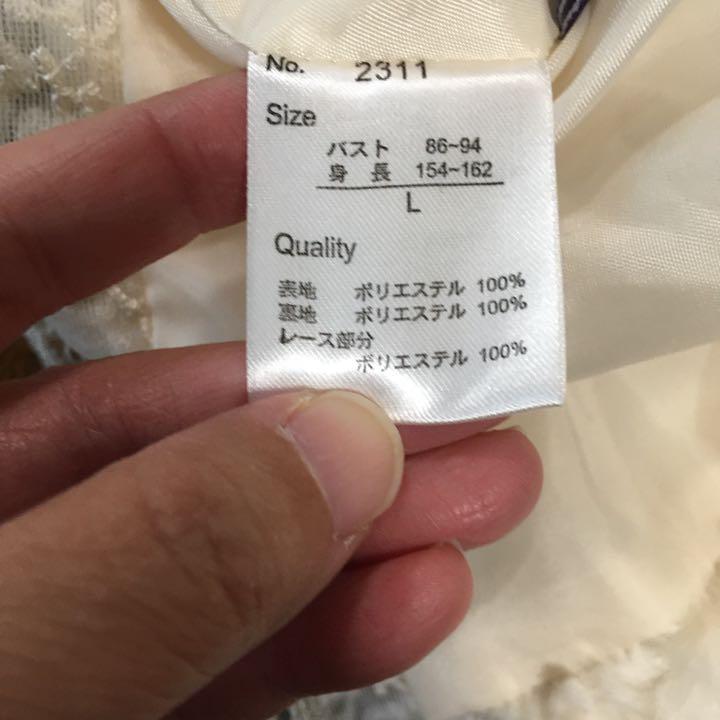 No. 2311
Size
バスト 86~94
身 長 154~162
L
Quality
表地 ポリエステル 100%
裏地 ポリエステル 100%
レース部分
ポリエステル 100%